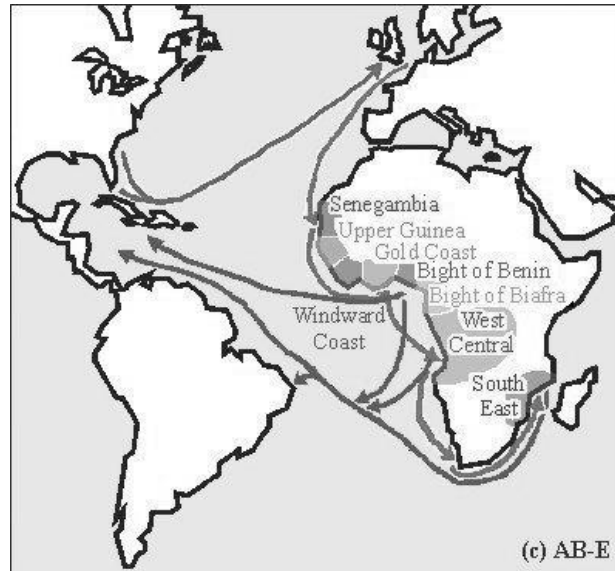 Senegambia
Upper Guinea
Gold Coast
Bight of Benin
Bight of Biafra
Windward
Coast
West
Central
South
East
(c) AB-E